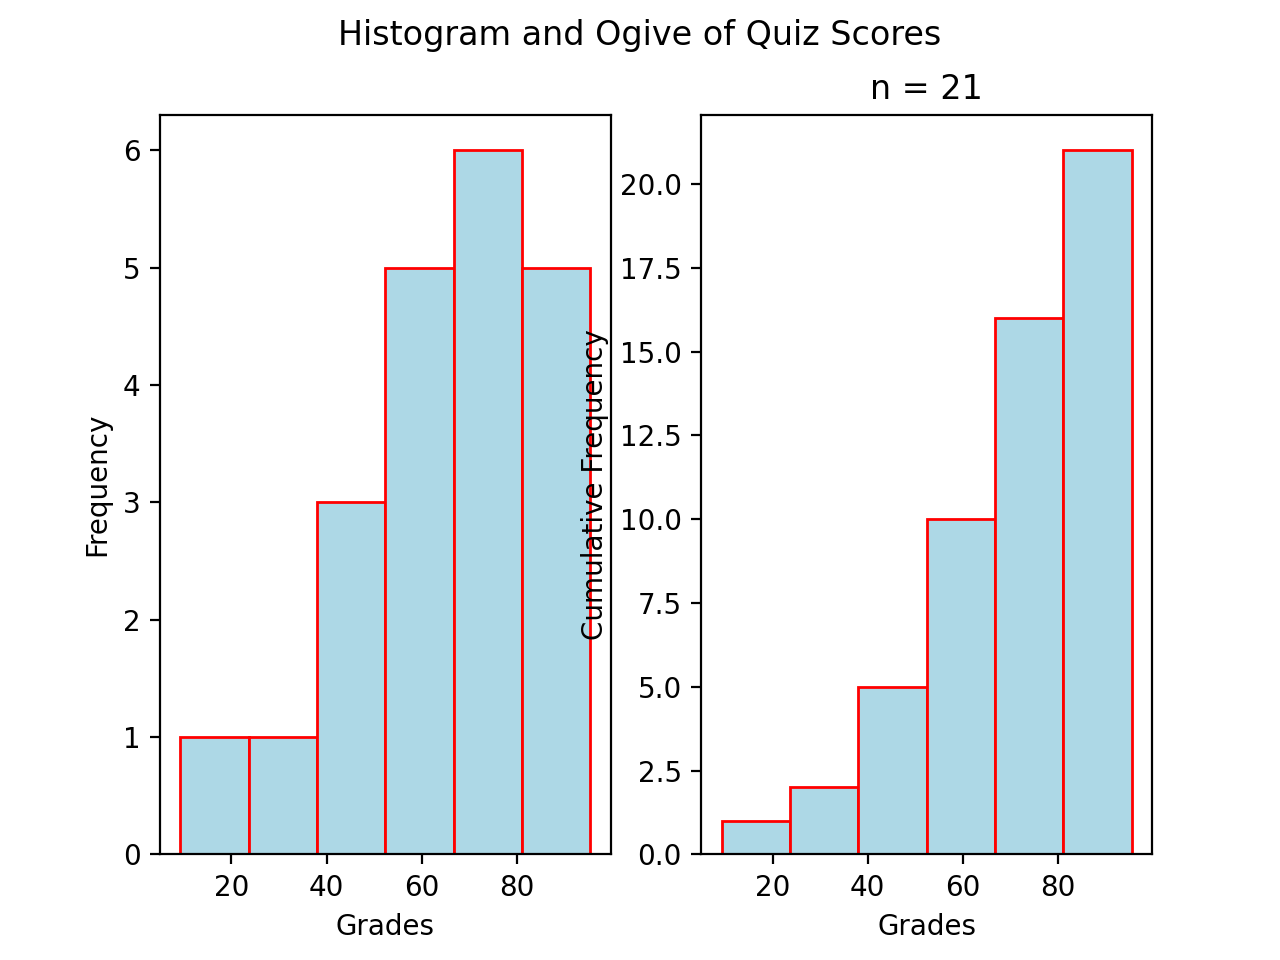 Histogram and Ogive of Quiz Scores
6
5
4
3
2
1
0
Frequency
20 40 60 80
Grades
n = 21
20.0
17.5
15.0
12.5
10.0
7.5
5.0
2.5
0.0
Cumulative Frequency
20 40 60 80
Grades